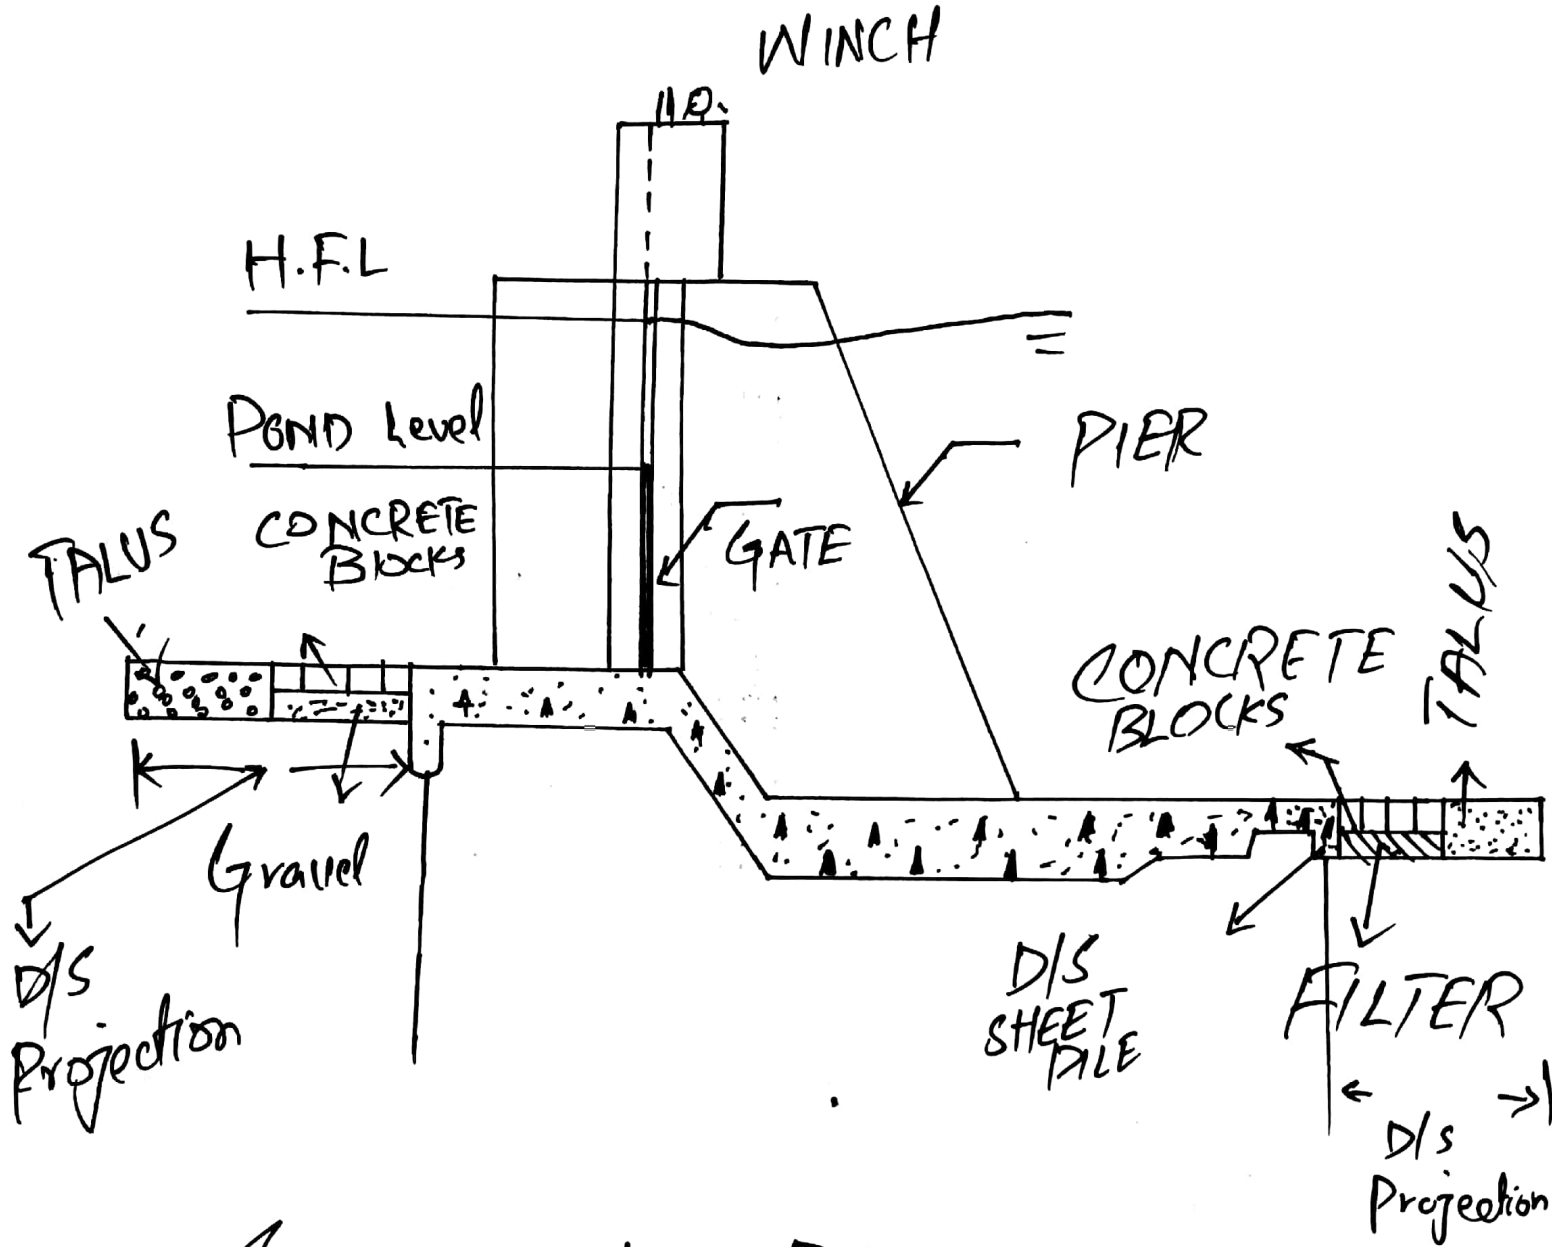 WINCH
H.F.L
POND Level
PIER
CONCRETE
Blocks
TALUS
GATE
TALUS
CONCRETE
BLOCKS
Gravel
D/S
Projection
D/S
SHEET
PILE
FILTER
D/s
Projection